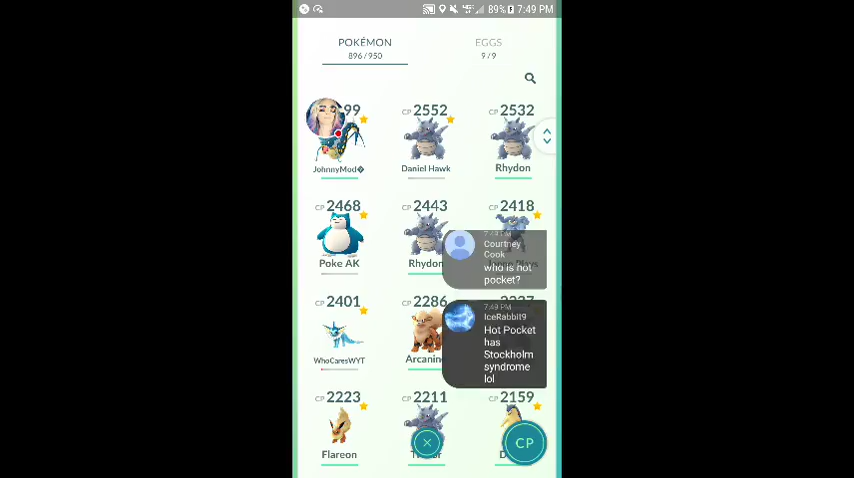 89% 7:49 PM
POKÉMON EGGS
896 / 950 9 / 9
99 CP 2552 CP 2532
JohnnyMod� Daniel Hawk Rhydon
CP 2468 CP 2443 CP 2418
Poke AK Rhydon
7:49 PM
Courtney
Cook
who is hot
pocket?
CP 2401 CP 2286
WhoCaresWYT Arcanine
7:49 PM
IceRabbit9
Hot Pocket
has
Stockholm
syndrome
lol
CP 2223 CP 2211 CP 2159
Flareon
CP